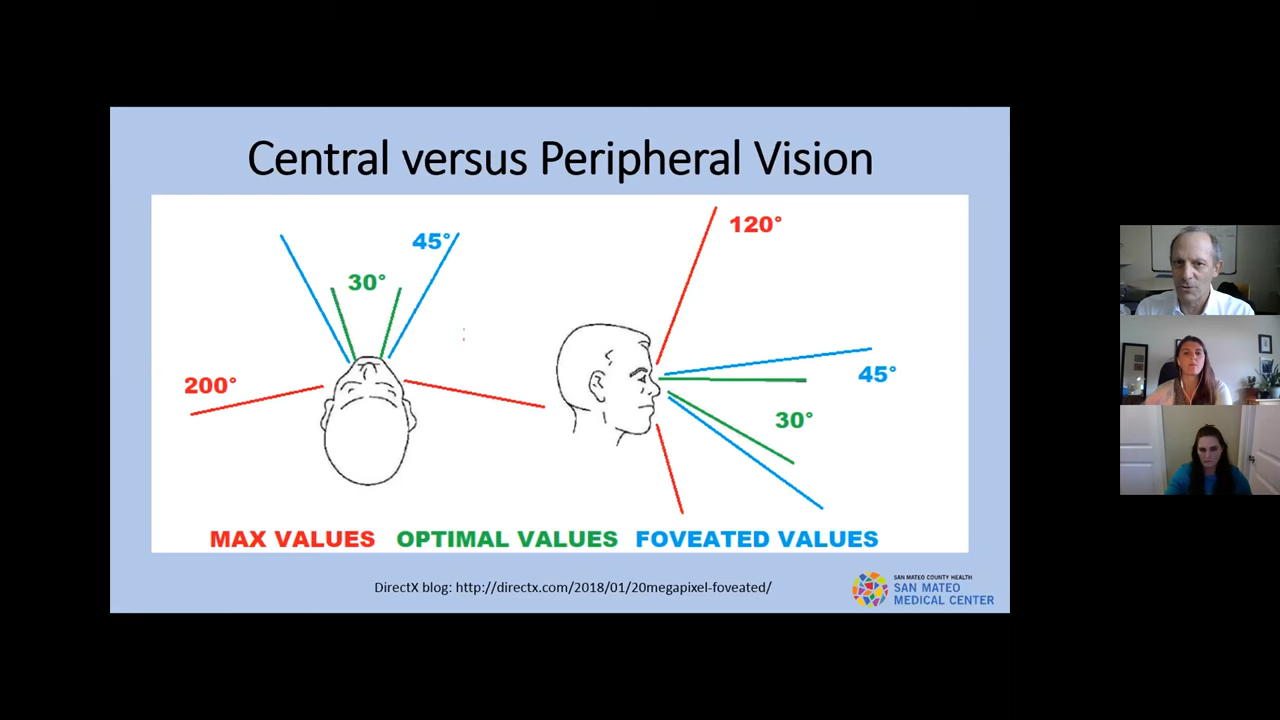 Central versus Peripheral Vision
45°
120°
30°
200°
45°
30°
MAX VALUES OPTIMAL VALUES FOVEATED VALUES
DirectX blog: http://directx.com/2018/01/20megapixel-foveated/
SAN MATEO COUNTY HEALTH
SAN MATEO
MEDICAL CENTER